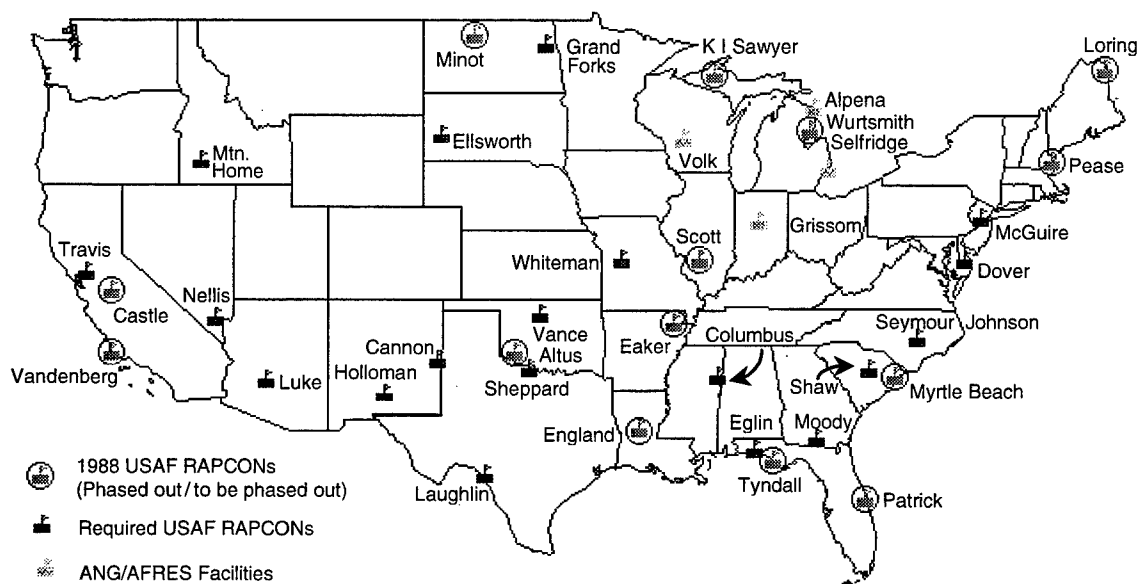 Loring
K I Sawyer
Minot
Grand
Forks
Alpena
Wurtsmith
Selfridge
Ellsworth
Mtn.
Home
Volk
Pease
Grissom
McGuire
Travis
Whiteman
Scott
Dover
Castle
Nellis
Vance
Altus
Eaker
Columbus
Seymour Johnson
Cannon
Vandenberg
Luke
Holloman
Sheppard
Shaw
Myrtle Beach
England
Eglin
Moody
Laughlin
Tyndall
Patrick
1988 USAF RAPCONs
(Phased out/to be phased out)
Required USAF RAPCONs
ANG/AFRES Facilities